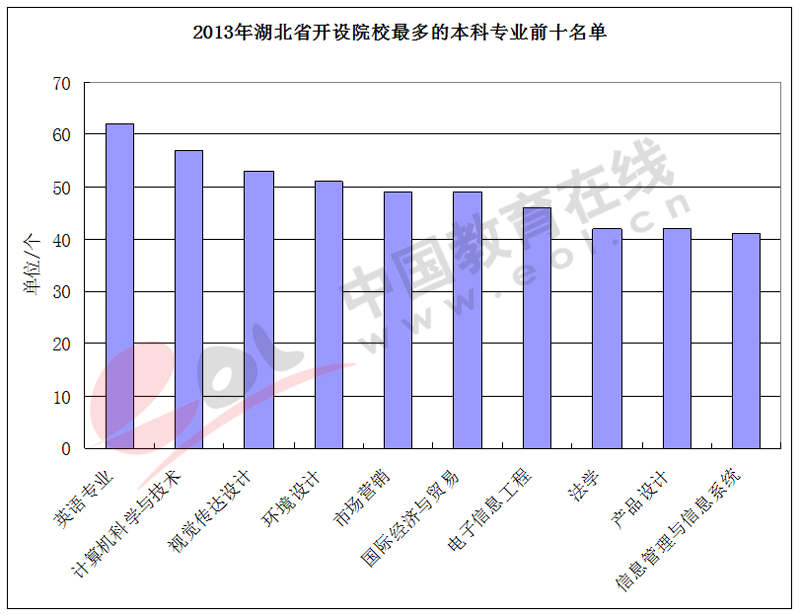 2013年湖北省开设院校最多的本科专业前十名单
70
60
50
40
30
20
10
0
单位/个
英语专业
计算机科学与技术
视觉传达设计
环境设计
市场营销
国际经济与贸易
电子信息工程
法学
产品设计
信息管理与信息系统
eol
中国教育在线
www.eol.cn